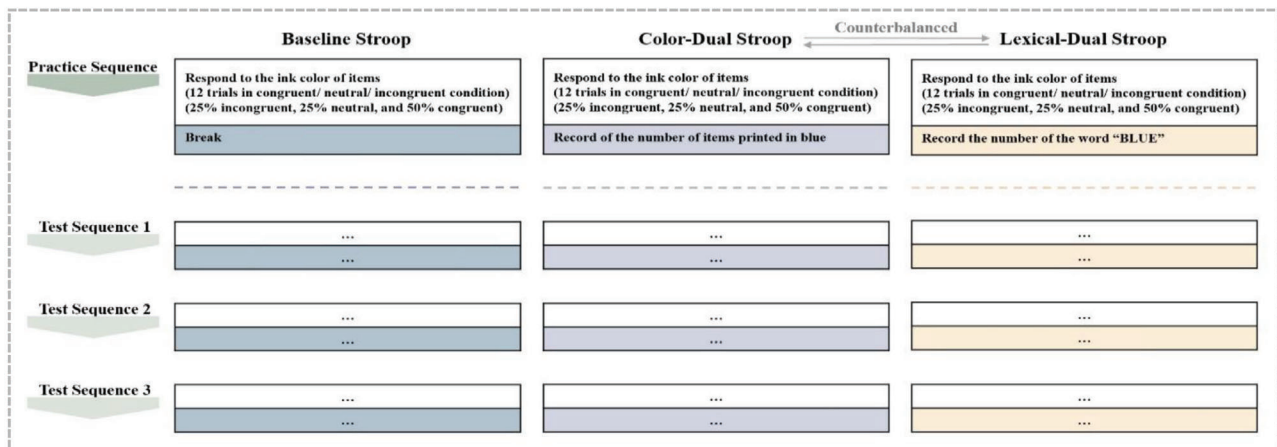 Counterbalanced
Baseline Stroop
Color-Dual Stroop
Lexical-Dual Stroop
Practice Sequence
Respond to the ink color of items
(12 trials in congruent/ neutral/ incongruent condition)
(25% incongruent, 25% neutral, and 50% congruent)
Break
Respond to the ink color of items
(12 trials in congruent/ neutral/ incongruent condition)
(25% incongruent, 25% neutral, and 50% congruent)
Record of the number of items printed in blue
Respond to the ink color of items
(12 trials in congruent/ neutral/ incongruent condition)
(25% incongruent, 25% neutral, and 50% congruent)
Record the number of the word “BLUE”
Test Sequence 1
...
...
...
...
...
...
Test Sequence 2
...
...
...
...
...
...
Test Sequence 3
...
...
...
...
...
...